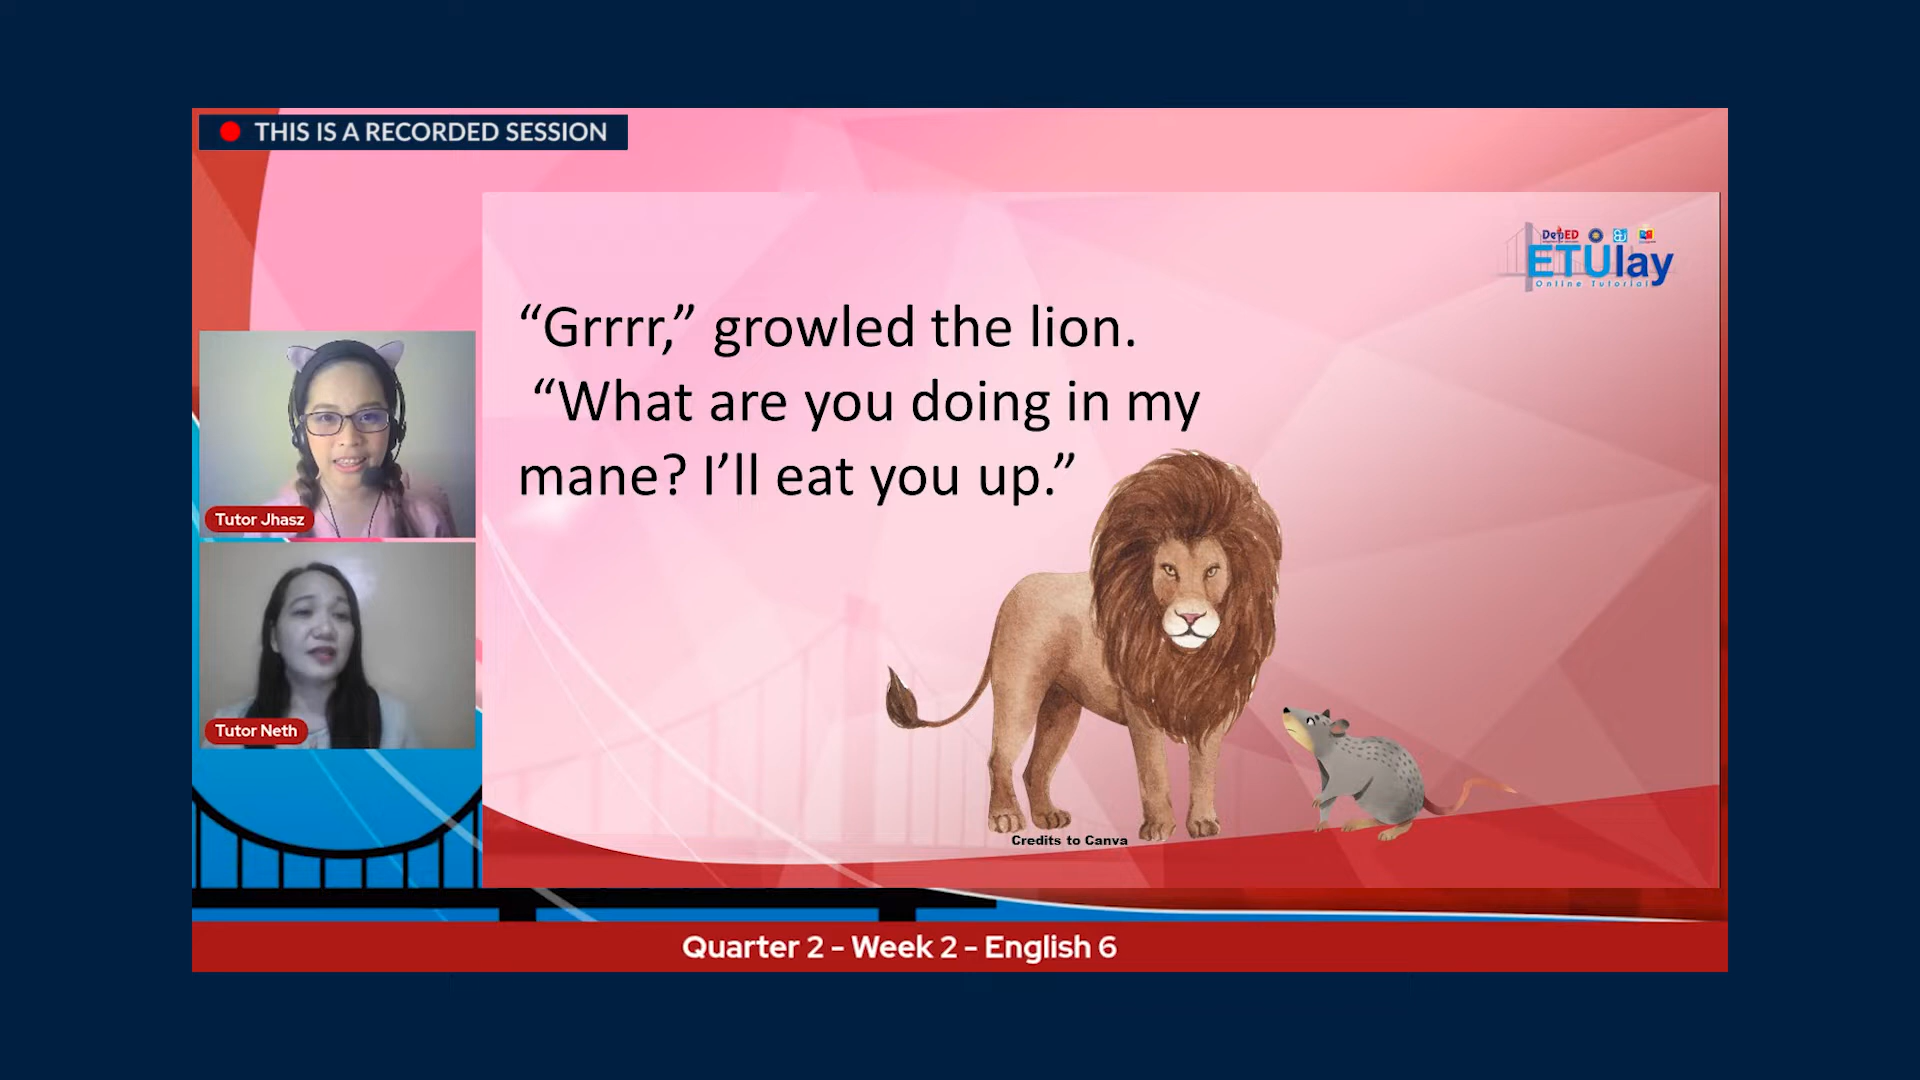 THIS IS A RECORDED SESSION
DepED
ETUlay
Online Tutorial
“Grrrr,” growled the lion.
“What are you doing in my
mane? I’ll eat you up.”
Tutor Jhasz
Tutor Neth
Credits to Canva
Quarter 2 - Week 2 - English 6